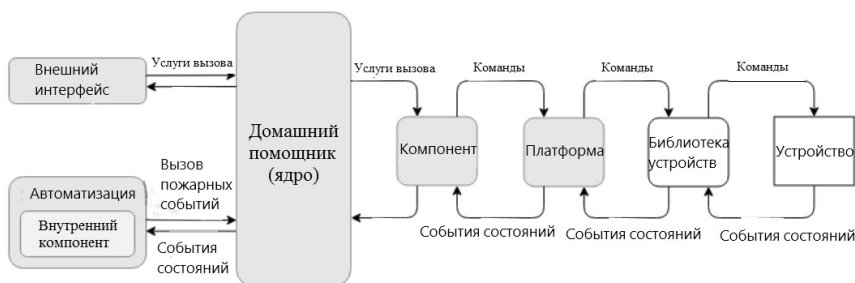 Внешний
интерфейс
Услуги вызова
Автоматизация
Внутренний
компонент
Вызов
пожарных
событий
События
состояний
Домашний
помощник
(ядро)
Услуги вызова
Компонент
Команды
События состояний
Платформа
Команды
События состояний
Библиотека
устройств
Команды
События состояний
Устройство